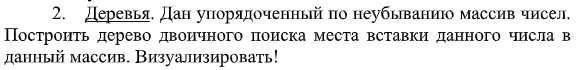 2. Деревья. Дан упорядоченный по неубыванию массив чисел.
Построить дерево двоичного поиска места вставки данного числа в
данный массив. Визуализировать!